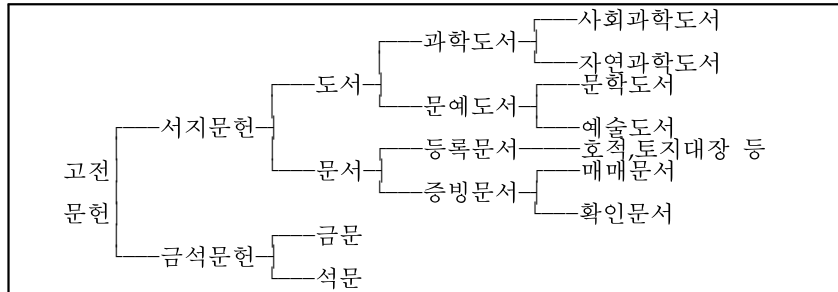 사회과학도서
과학도서
자연과학도서
도서
문학도서
문예도서
서지문헌
예술도서
등록문서 호적,토지대장 등
고전
문서
매매문서
증빙문서
문헌
확인문서
금문
금석문헌
석문